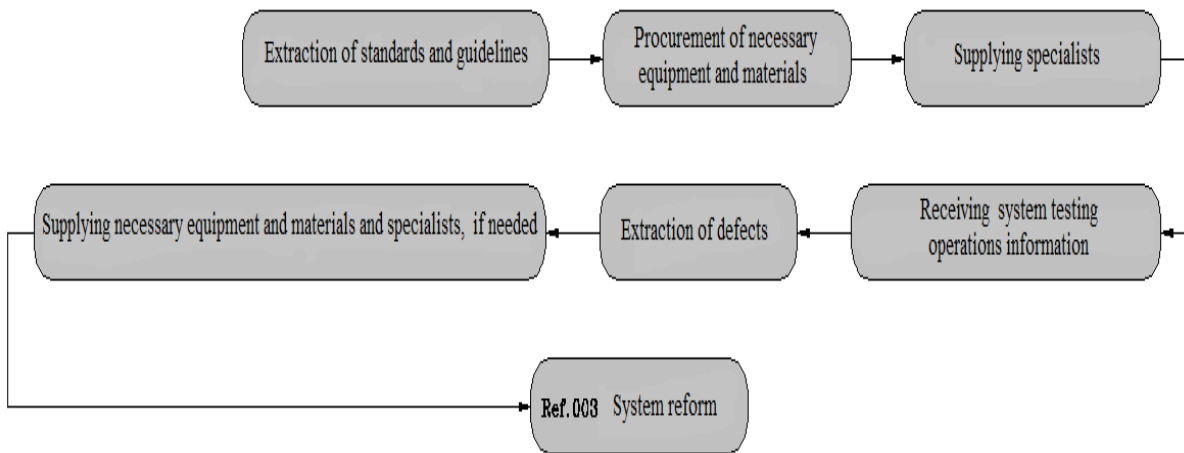 Extraction of standards and guidelines
Procurement of necessary
equipment and materials
Supplying specialists
Receiving system testing
operations information
Extraction of defects
Supplying necessary equipment and materials and specialists, if needed
Ref.003 System reform